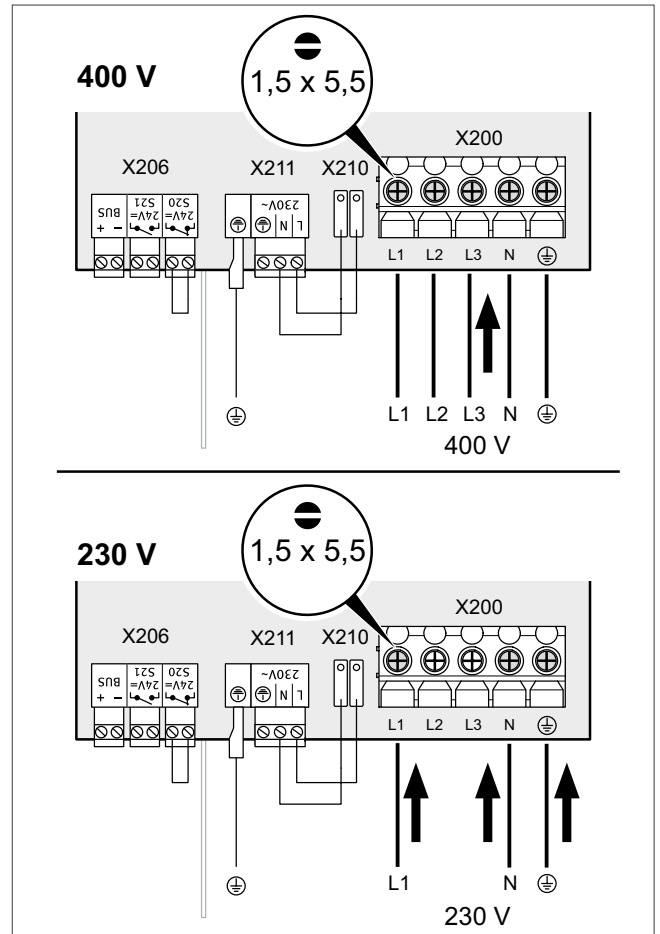 400 V
1,5 x 5,5
X206 X211 X210 X200
+ − BUS S21 24V= S20 24V= 230V~ N L
L1 L2 L3 N
L1 L2 L3 N
400 V
230 V
1,5 x 5,5
X206 X211 X210 X200
+ − BUS S21 24V= S20 24V= 230V~ N L
L1 L2 L3 N
L1 N
230 V